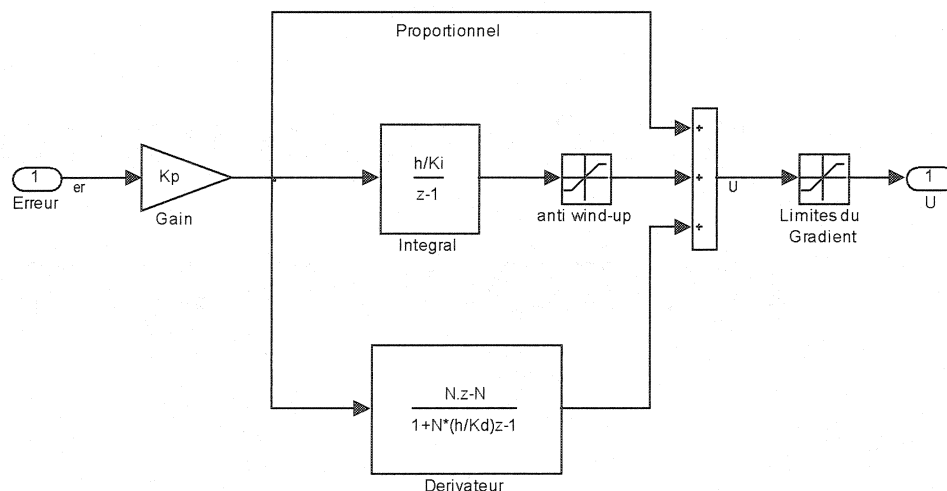 Proportionnel
1
er
Erreur
Kp
Gain
h/Ki
z-1
Integral
anti wind-up
+
+
+
U
Limites du
Gradient
1
U
N.z-N
1+N*(h/Kd)z-1
Derivateur